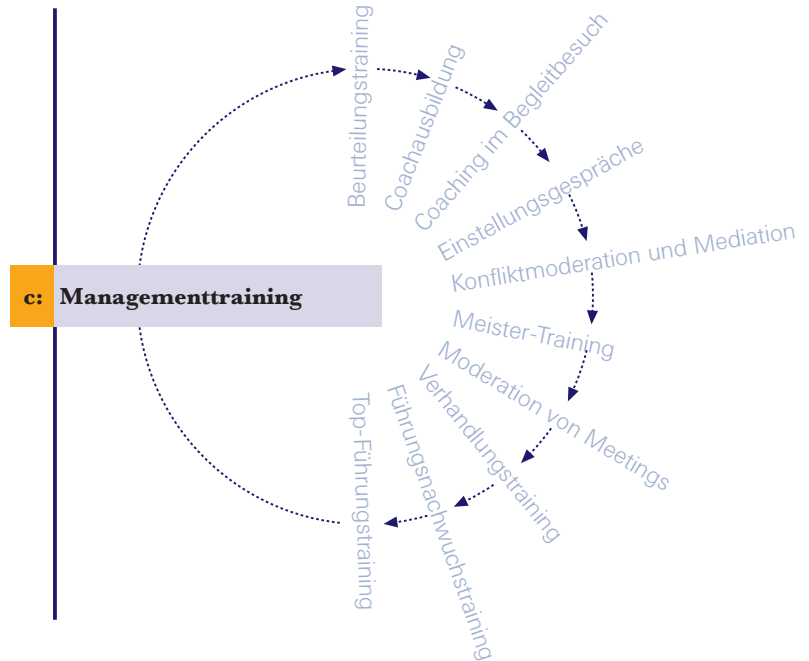 Beurteilungstraining
Coachausbildung
Coaching im Begleitbesuch
Einstellungsgespräche
Konfliktmoderation und Mediation
c: Managementtraining
Meister-Training
Moderation von Meetings
Verhandlungstraining
Führungsnachwuchstraining
Top-Führungstraining